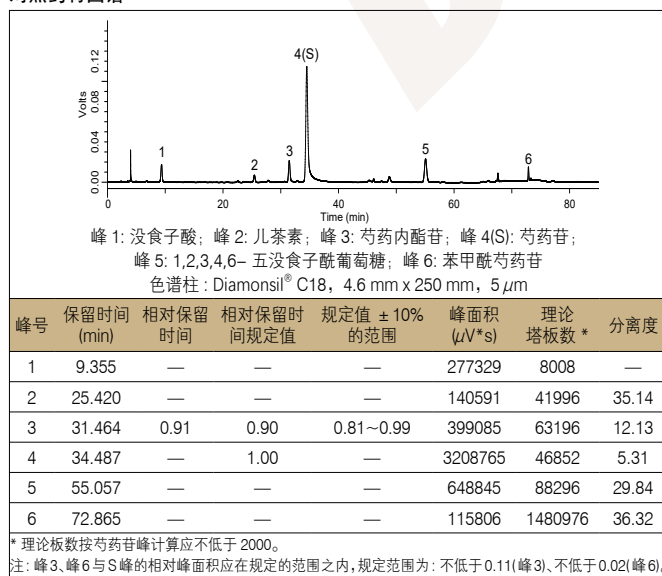 4(S)
Volts
0.12
0.08
0.04
0.00
1
2
3
5
6
0 20 40 60 80
Time (min)
峰 1: 没食子酸；峰 2: 儿茶素；峰 3: 芍药内酯苷；峰 4(S): 芍药苷；
峰 5: 1,2,3,4,6– 五没食子酰葡萄糖；峰 6: 苯甲酰芍药苷
色谱柱 : Diamonsil® C18，4.6 mm x 250 mm，5 μm
峰号 保留时间 (min) 相对保留时间 相对保留时间规定值 规定值 ±10% 的范围 峰面积 (μV*s) 理论塔板数 * 分离度
1 9.355 — — — 277329 8008 —
2 25.420 — — — 140591 41996 35.14
3 31.464 0.91 0.90 0.81~0.99 399085 63196 12.13
4 34.487 — 1.00 — 3208765 46852 5.31
5 55.057 — — — 648845 88296 29.84
6 72.865 — — — 115806 1480976 36.32
* 理论板数按芍药苷峰计算应不低于 2000。
注: 峰3、峰6与S峰的相对峰面积应在规定的范围之内,规定范围为: 不低于0.11(峰3)、不低于0.02(峰6)。